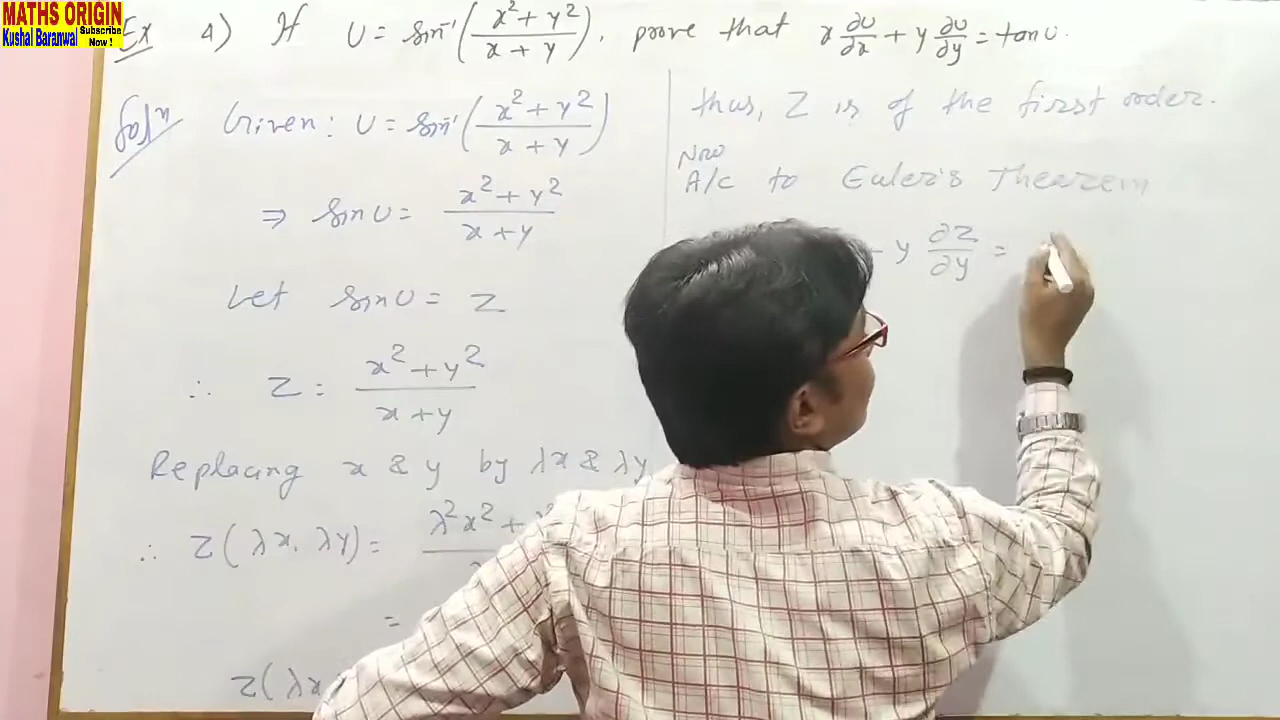 MATHS ORIGIN
Kushal Baranwal
Subscribe Now !
Ex 4) If U = sin⁻¹((x² + y²)/(x + y)), prove that x ∂U/∂x + y ∂U/∂y = tan U.
Solⁿ Given: U = sin⁻¹((x² + y²)/(x + y))
⇒ sin U = (x² + y²)/(x + y)
Let sin U = Z
∴ Z = (x² + y²)/(x + y)
Replacing x & y by λx & λy
∴ Z(λx, λy) = λ²x² +
=
Z(λx
thus, Z is of the first order.
Now
A/c to Euler's Theorem
y ∂Z/∂y =